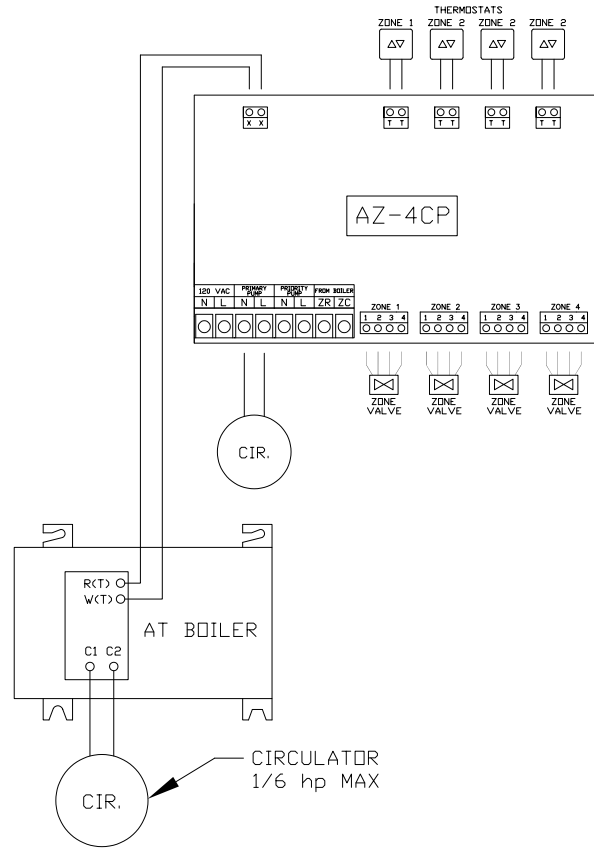 THERMOSTATS
ZONE 1 ZONE 2 ZONE 2 ZONE 2
X X T T T T T T T T
AZ-4CP
120 VAC PRIMARY PUMP PRIORITY PUMP FROM BOILER
N L N L N L ZR ZC
ZONE 1 ZONE 2 ZONE 3 ZONE 4
1 2 3 4 1 2 3 4 1 2 3 4 1 2 3 4
ZONE VALVE ZONE VALVE ZONE VALVE ZONE VALVE
CIR.
R(T)
W(T)
AT BOILER
C1 C2
CIRCULATOR
1/6 hp MAX
CIR.